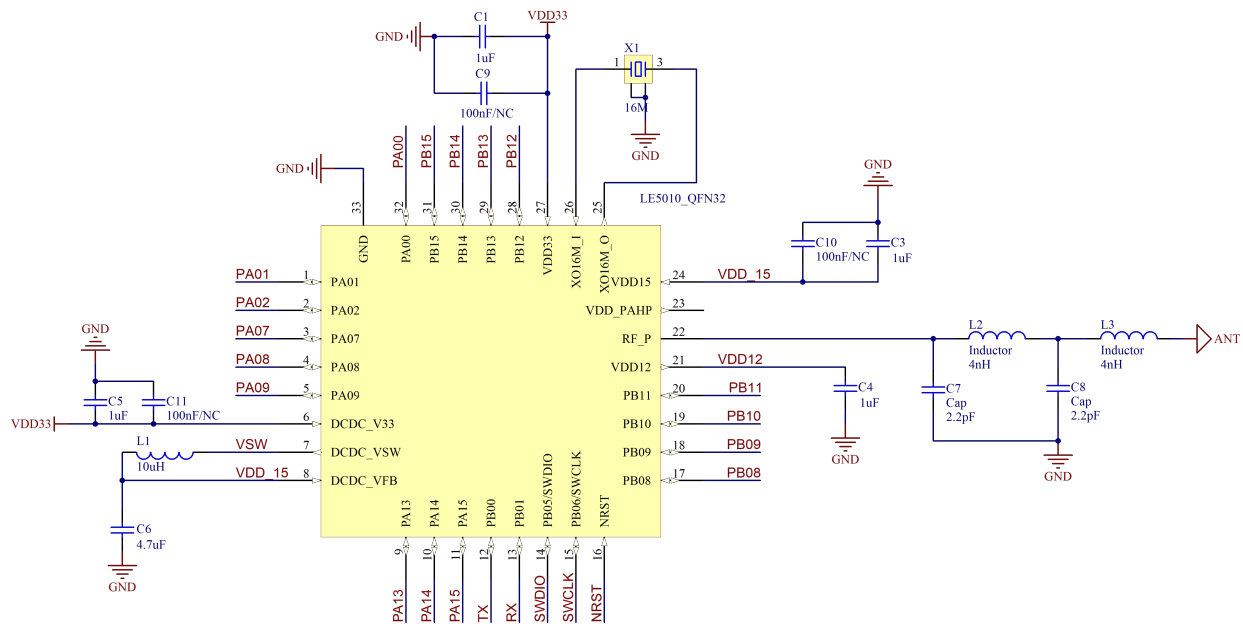 C1
VDD33
GND
1uF
C9
100nF/NC
X1
1
3
16M
GND
PA00
PB15
PB14
PB13
PB12
GND
GND
LE5010_QFN32
33
32
31
30
29
28
27
26
25
GND
PA00
PB15
PB14
PB13
PB12
VDD33
XO16M_I
XO16M_O
C10
100nF/NC
C3
1uF
PA01
1
PA01
VDD15
24
VDD_15
PA02
2
PA02
VDD_PAHP
23
PA07
3
PA07
RF_P
22
L2
Inductor
4nH
L3
Inductor
4nH
ANT
GND
PA08
4
PA08
VDD12
21
VDD12
PA09
5
PA09
PB11
20
PB11
C4
1uF
C7
Cap
2.2pF
C8
Cap
2.2pF
C5
1uF
C11
100nF/NC
VDD33
6
DCDC_V33
PB10
19
PB10
L1
10uH
VSW
7
DCDC_VSW
PB09
18
PB09
GND
GND
VDD_15
8
DCDC_VFB
PB08
17
PB08
C6
4.7uF
GND
PA13
PA14
PA15
PB00
PB01
PB05/SWDIO
PB06/SWCLK
NRST
9
10
11
12
13
14
15
16
PA13
PA14
PA15
TX
RX
SWDIO
SWCLK
NRST